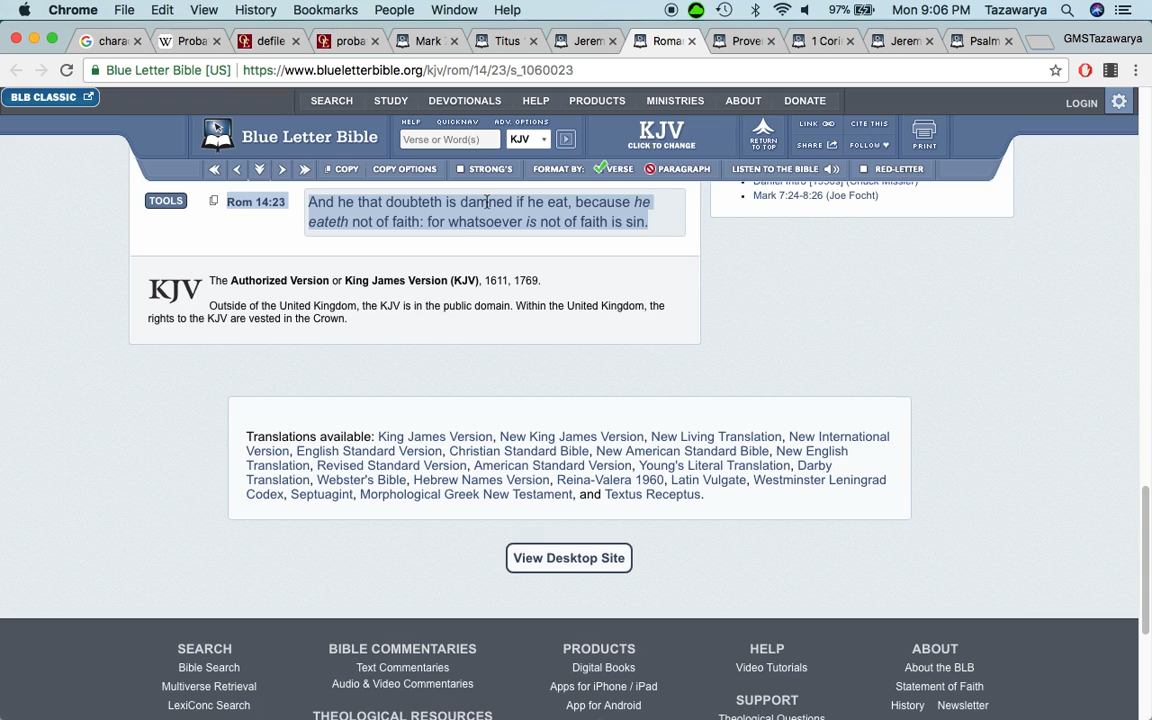 Chrome File Edit View History Bookmarks People Window Help 97% Mon 9:06 PM Tazawarya
charac Proba defile proba Mark Titus Jerem Roma Prove 1 Cori Jerem Psalm GMSTazawarya
Blue Letter Bible [US] https://www.blueletterbible.org/kjv/rom/14/23/s_1060023
BLB CLASSIC SEARCH STUDY DEVOTIONALS HELP PRODUCTS MINISTRIES ABOUT DONATE LOGIN
HELP QUICKNAV ADV. OPTIONS
Blue Letter Bible Verse or Word(s) KJV
KJV
CLICK TO CHANGE
RETURN
TO TOP
LINK CITE THIS
SHARE FOLLOW
PRINT
COPY COPY OPTIONS STRONG'S FORMAT BY: VERSE PARAGRAPH LISTEN TO THE BIBLE RED-LETTER
TOOLS Rom 14:23 And he that doubteth is damned if he eat, because he
eateth not of faith: for whatsoever is not of faith is sin.
Daniel Intro [1990s] (Chuck Missler)
Mark 7:24-8:26 (Joe Focht)
KJV The Authorized Version or King James Version (KJV), 1611, 1769.
Outside of the United Kingdom, the KJV is in the public domain. Within the United Kingdom, the
rights to the KJV are vested in the Crown.
Translations available: King James Version, New King James Version, New Living Translation, New International
Version, English Standard Version, Christian Standard Bible, New American Standard Bible, New English
Translation, Revised Standard Version, American Standard Version, Young's Literal Translation, Darby
Translation, Webster's Bible, Hebrew Names Version, Reina-Valera 1960, Latin Vulgate, Westminster Leningrad
Codex, Septuagint, Morphological Greek New Testament, and Textus Receptus.
View Desktop Site
SEARCH BIBLE COMMENTARIES PRODUCTS HELP ABOUT
Bible Search Text Commentaries Digital Books Video Tutorials About the BLB
Multiverse Retrieval Audio & Video Commentaries Apps for iPhone / iPad Statement of Faith
LexiConc Search THEOLOGICAL RESOURCES Apps for Android SUPPORT History Newsletter
Theological Questions